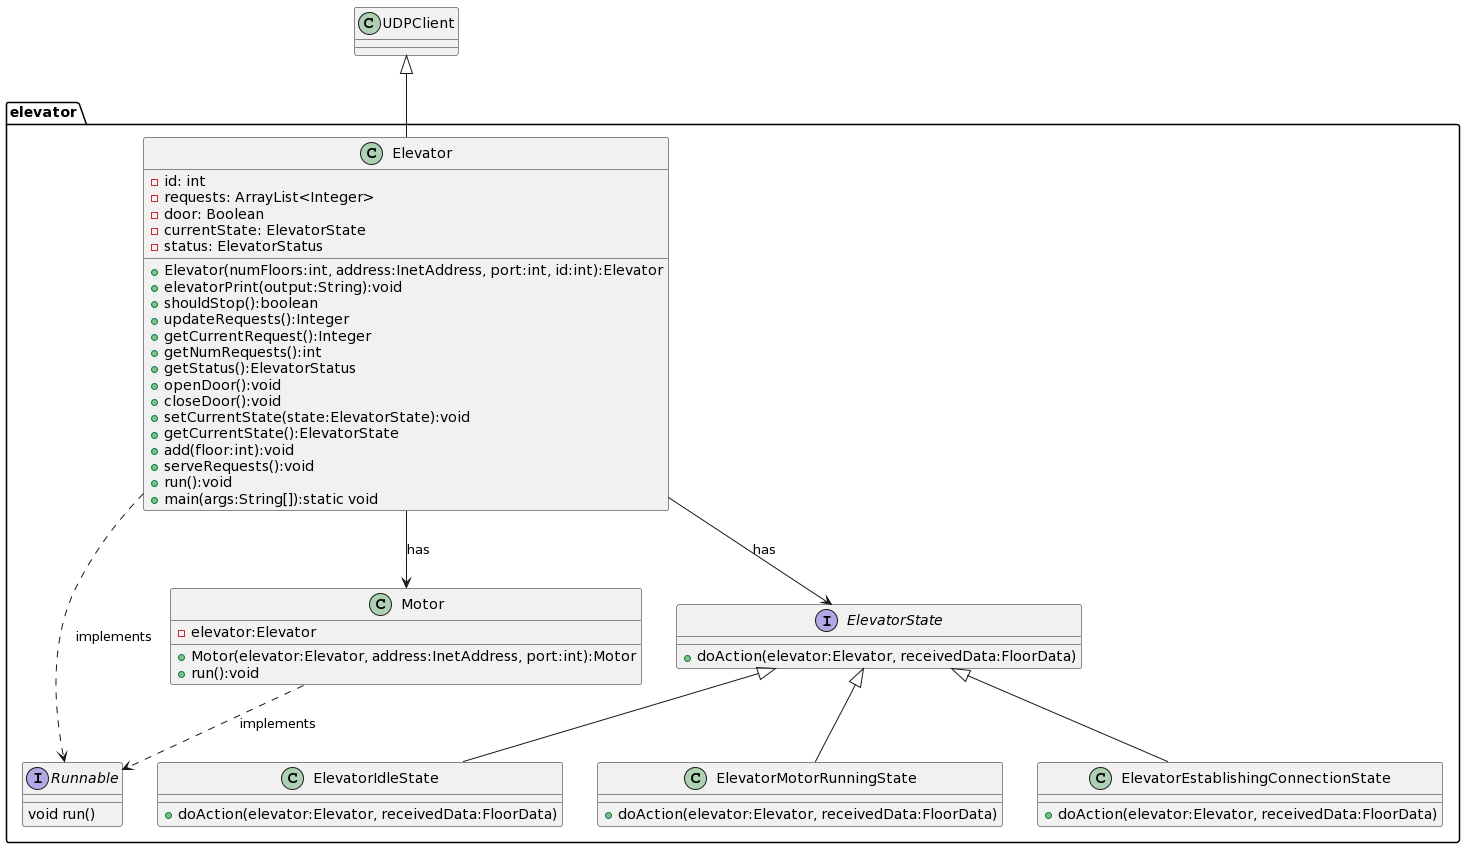 C UDPClient
elevator
C Elevator
id: int
requests: ArrayList<Integer>
door: Boolean
currentState: ElevatorState
status: ElevatorStatus
Elevator(numFloors:int, address:InetAddress, port:int, id:int):Elevator
elevatorPrint(output:String):void
shouldStop():boolean
updateRequests():Integer
getCurrentRequest():Integer
getNumRequests():int
getStatus():ElevatorStatus
openDoor():void
closeDoor():void
setCurrentState(state:ElevatorState):void
getCurrentState():ElevatorState
add(floor:int):void
serveRequests():void
run():void
main(args:String[]):static void
has
has
C Motor
elevator:Elevator
Motor(elevator:Elevator, address:InetAddress, port:int):Motor
run():void
I ElevatorState
doAction(elevator:Elevator, receivedData:FloorData)
implements
implements
I Runnable
void run()
C ElevatorIdleState
doAction(elevator:Elevator, receivedData:FloorData)
C ElevatorMotorRunningState
doAction(elevator:Elevator, receivedData:FloorData)
C ElevatorEstablishingConnectionState
doAction(elevator:Elevator, receivedData:FloorData)